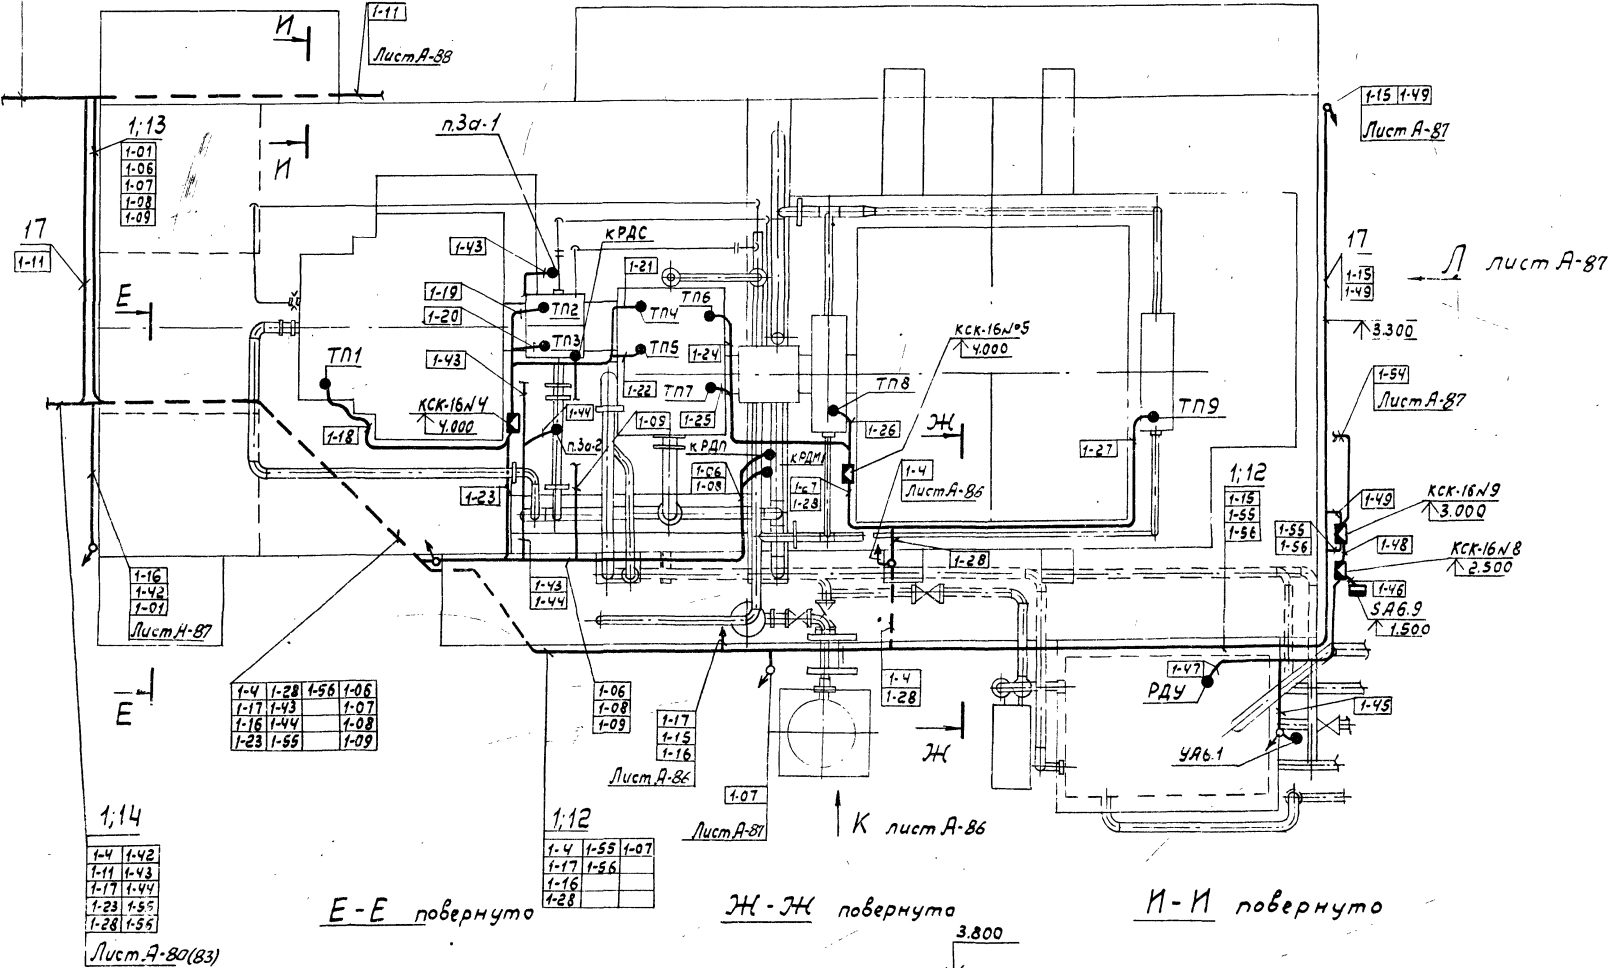 И
1-11
Лист А-88
1-15 1-49
Лист А-87
1;13
1-01
1-06
1-07
1-08
1-09
И
п.3а-1
17
1-11
Е
1-43
кРДС
1-21
1-19
1-20
ТП2
ТП3
ТП4
ТП6
ТП5
ТП7
1-24
1-22
1-25
ТП1
1-43
КСК-16№4
4.000
1-18
1-44
1-09
п.3а-2
кРДП
кРДМ
1-06
1-08
1-23
ТП8
1-26
КСК-16№5
4.000
Ж
1-4
Лист А-86
1-28
ТП9
1-27
17
1-15
1-49
Л лист А-87
3.300
1-54
Лист А-87
1;12
1-15
1-55
1-56
1-55
1-56
1-49
КСК-16№9
3.000
1-48
КСК-16№8
2.500
1-46
SА6.9
1.500
1-28
1-16
1-42
1-01
1-43
1-44
Е
1-4 1-28 1-56 1-06
1-17 1-43 1-07
1-16 1-44 1-08
1-23 1-55 1-09
1-06
1-08
1-09
1-17
1-15
1-16
Лист А-86
1-4
1-28
Ж
1-47
РДУ
1-45
УА6.1
1-07
Лист А-87
К лист А-86
1;14
1-4 1-42
1-11 1-43
1-17 1-44
1-23 1-55
Лист А-80(83)
1;12
1-4 1-55 1-07
1-17 1-56
1-16
1-28
Е-Е повернуто
Ж-Ж повернута
И-И повернуто
3.800